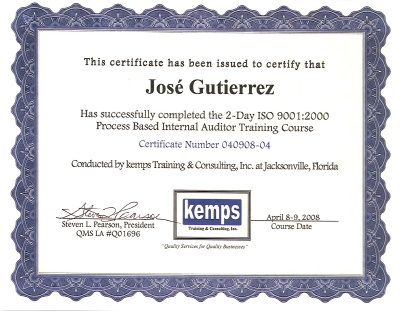 This certificate has been issued to certify that
José Gutierrez
Has successfully completed the 2-Day ISO 9001:2000
Process Based Internal Auditor Training Course
Certificate Number 040908-04
Conducted by kemps Training & Consulting, Inc. at Jacksonville, Florida
Steven L. Pearson
Steven L. Pearson, President
QMS LA #Q01696
kemps
Training & Consulting, Inc.
"Quality Services for Quality Businesses"
April 8-9, 2008
Course Date